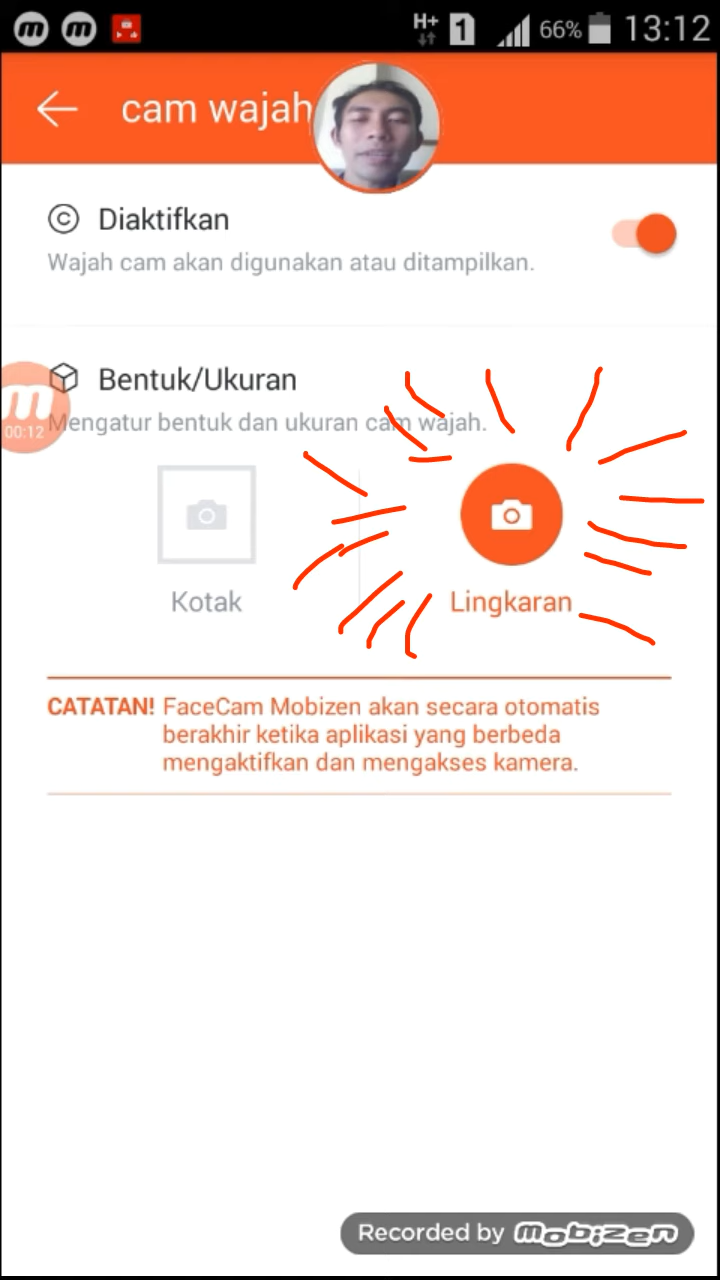 H+ 1 66% 13:12
cam wajah
Diaktifkan
Wajah cam akan digunakan atau ditampilkan.
Bentuk/Ukuran
Mengatur bentuk dan ukuran cam wajah.
m
00:12
Kotak
Lingkaran
CATATAN! FaceCam Mobizen akan secara otomatis
berakhir ketika aplikasi yang berbeda
mengaktifkan dan mengakses kamera.
Recorded by mobizen